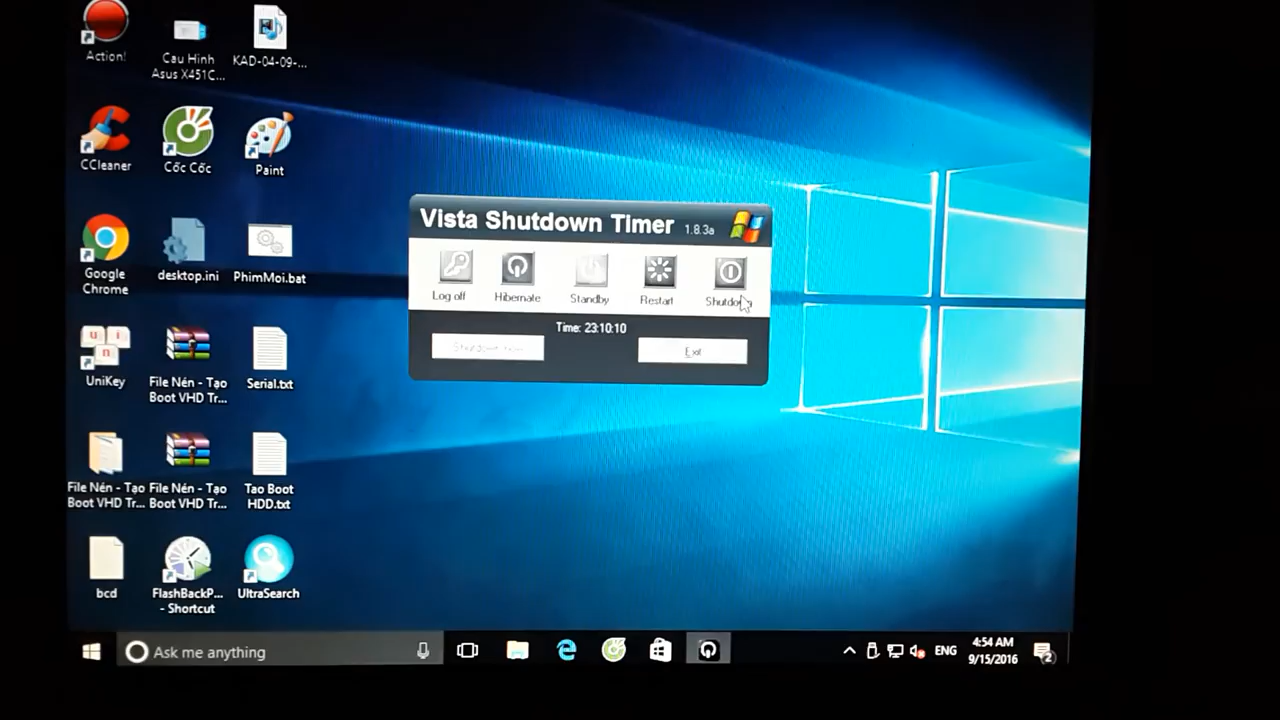 Action!
Cau Hinh
Asus X451C...
KAD-04-09-...
CCleaner
Cốc Cốc
Paint
Google
Chrome
desktop.ini
PhimMoi.bat
UniKey
File Nén - Tạo
Boot VHD Tr...
Serial.txt
File Nén - Tạo
Boot VHD Tr...
File Nén - Tạo
Boot VHD Tr...
Tao Boot
HDD.txt
bcd
FlashBackP...
- Shortcut
UltraSearch
Vista Shutdown Timer 1.8.3a
Log off
Hibernate
Standby
Restart
Shutdown
Time: 23:10:10
Exit
Ask me anything
ENG
4:54 AM
9/15/2016
2